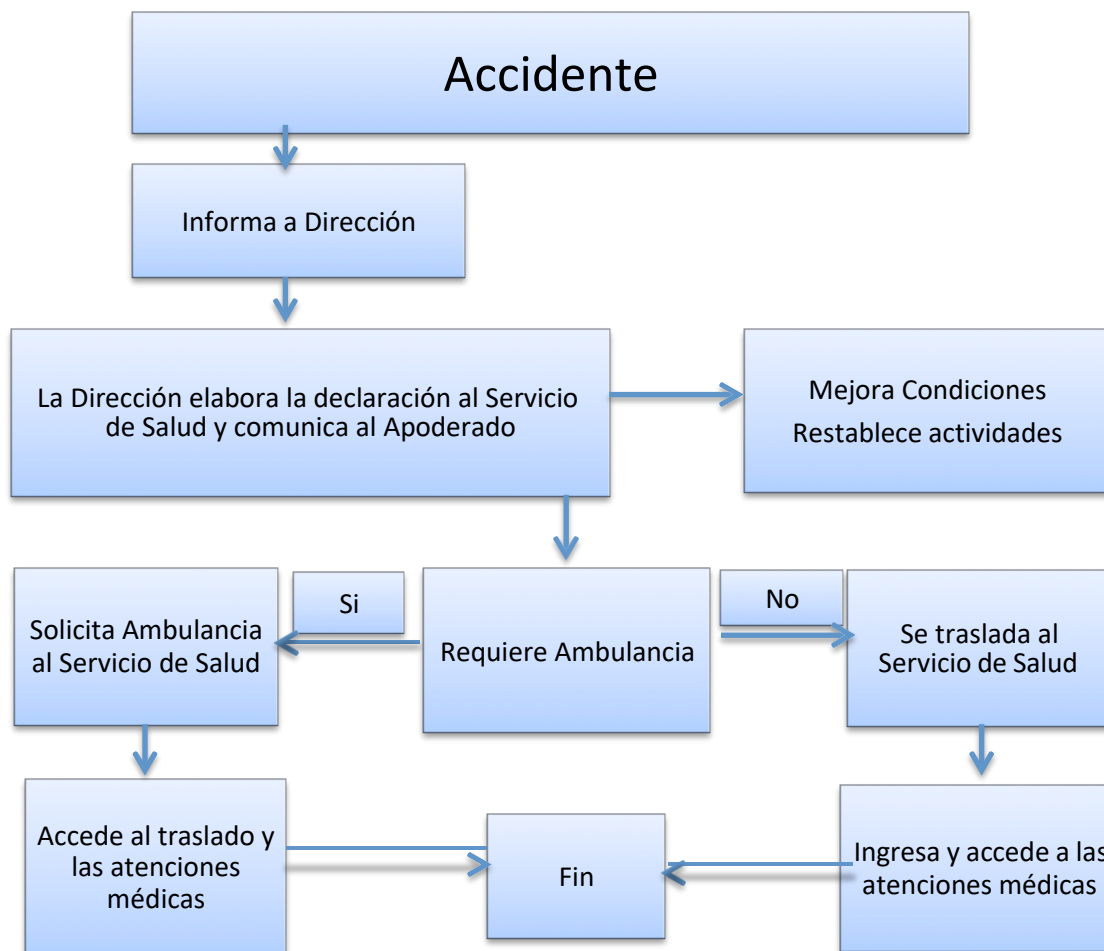 Accidente
Informa a Dirección
La Dirección elabora la declaración al Servicio
de Salud y comunica al Apoderado
Mejora Condiciones
Restablece actividades
Si
No
Solicita Ambulancia
al Servicio de Salud
Requiere Ambulancia
Se traslada al
Servicio de Salud
Accede al traslado y
las atenciones
médicas
Fin
Ingresa y accede a las
atenciones médicas